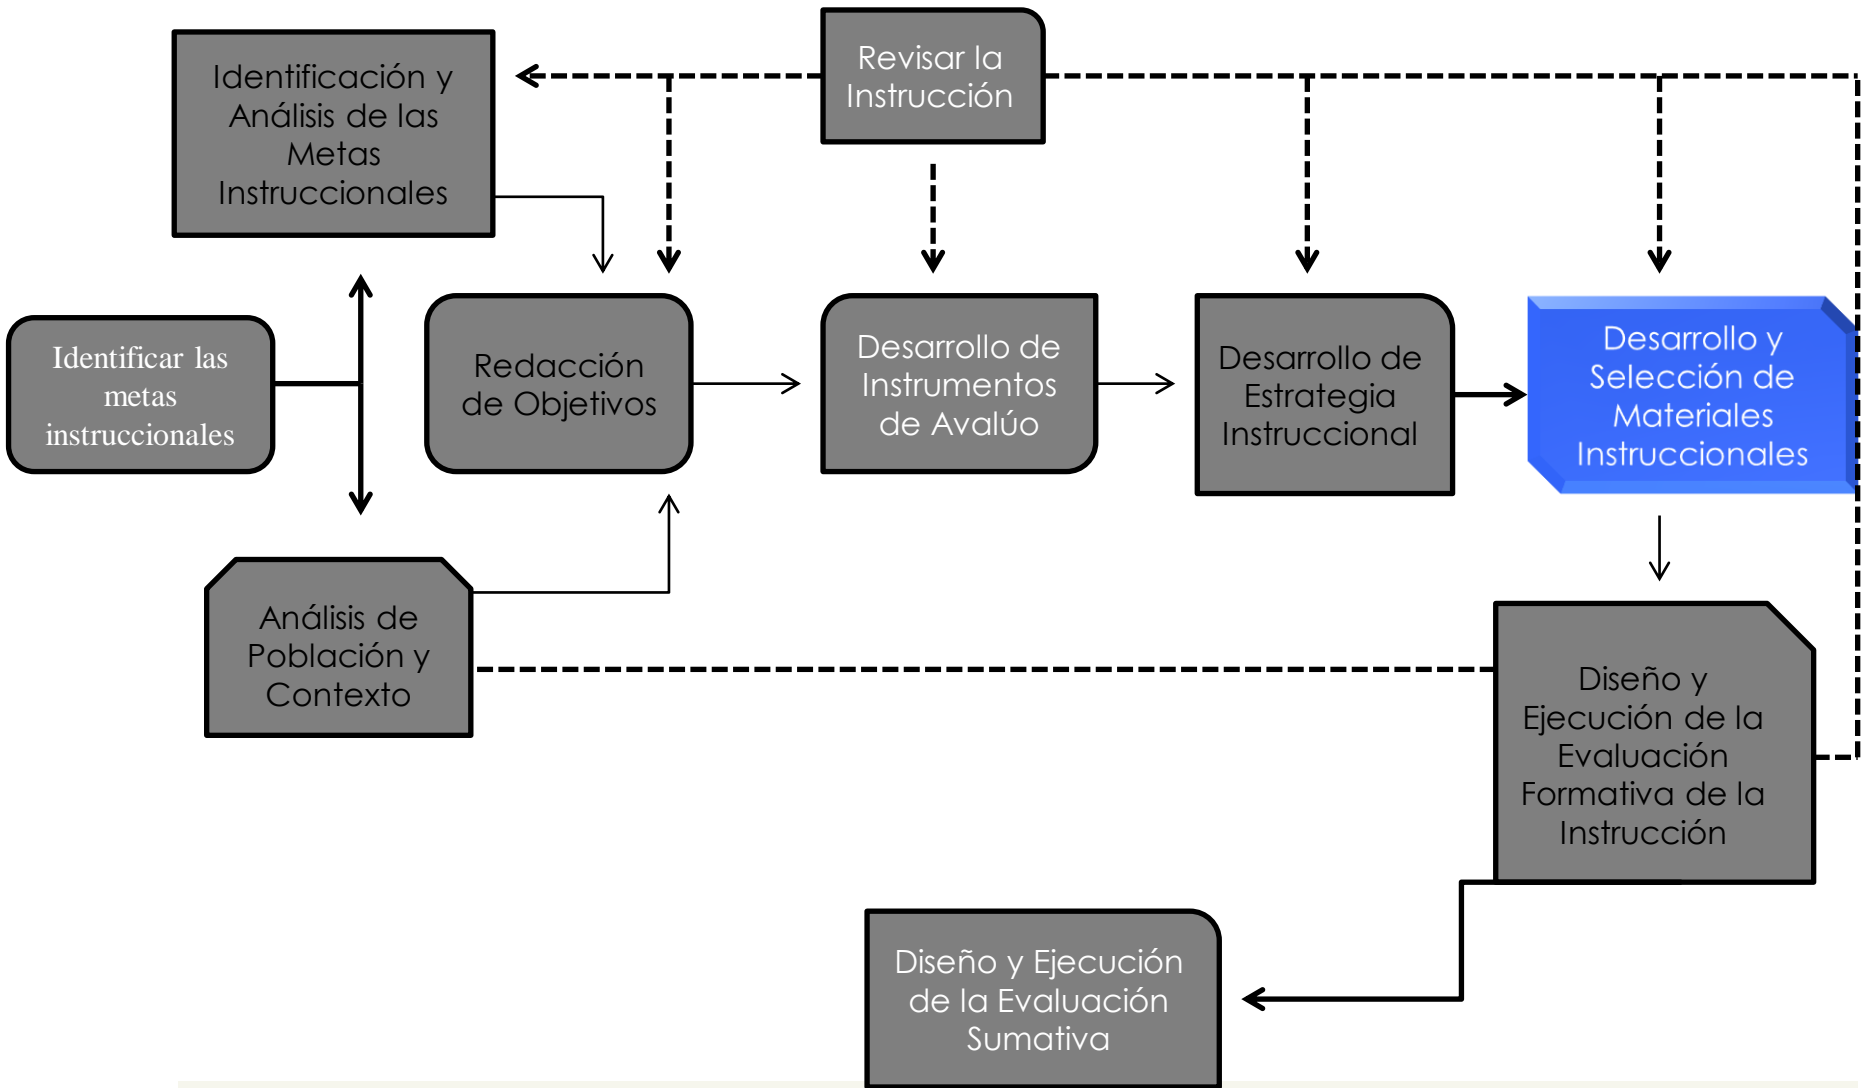 Revisar la
Instrucción
Identificación y
Análisis de las
Metas
Instruccionales
Identificar las
metas
instruccionales
Redacción
de Objetivos
Desarrollo de
Instrumentos
de Avalúo
Desarrollo de
Estrategia
Instruccional
Desarrollo y
Selección de
Materiales
Instruccionales
Análisis de
Población y
Contexto
Diseño y
Ejecución de la
Evaluación
Formativa de la
Instrucción
Diseño y Ejecución
de la Evaluación
Sumativa